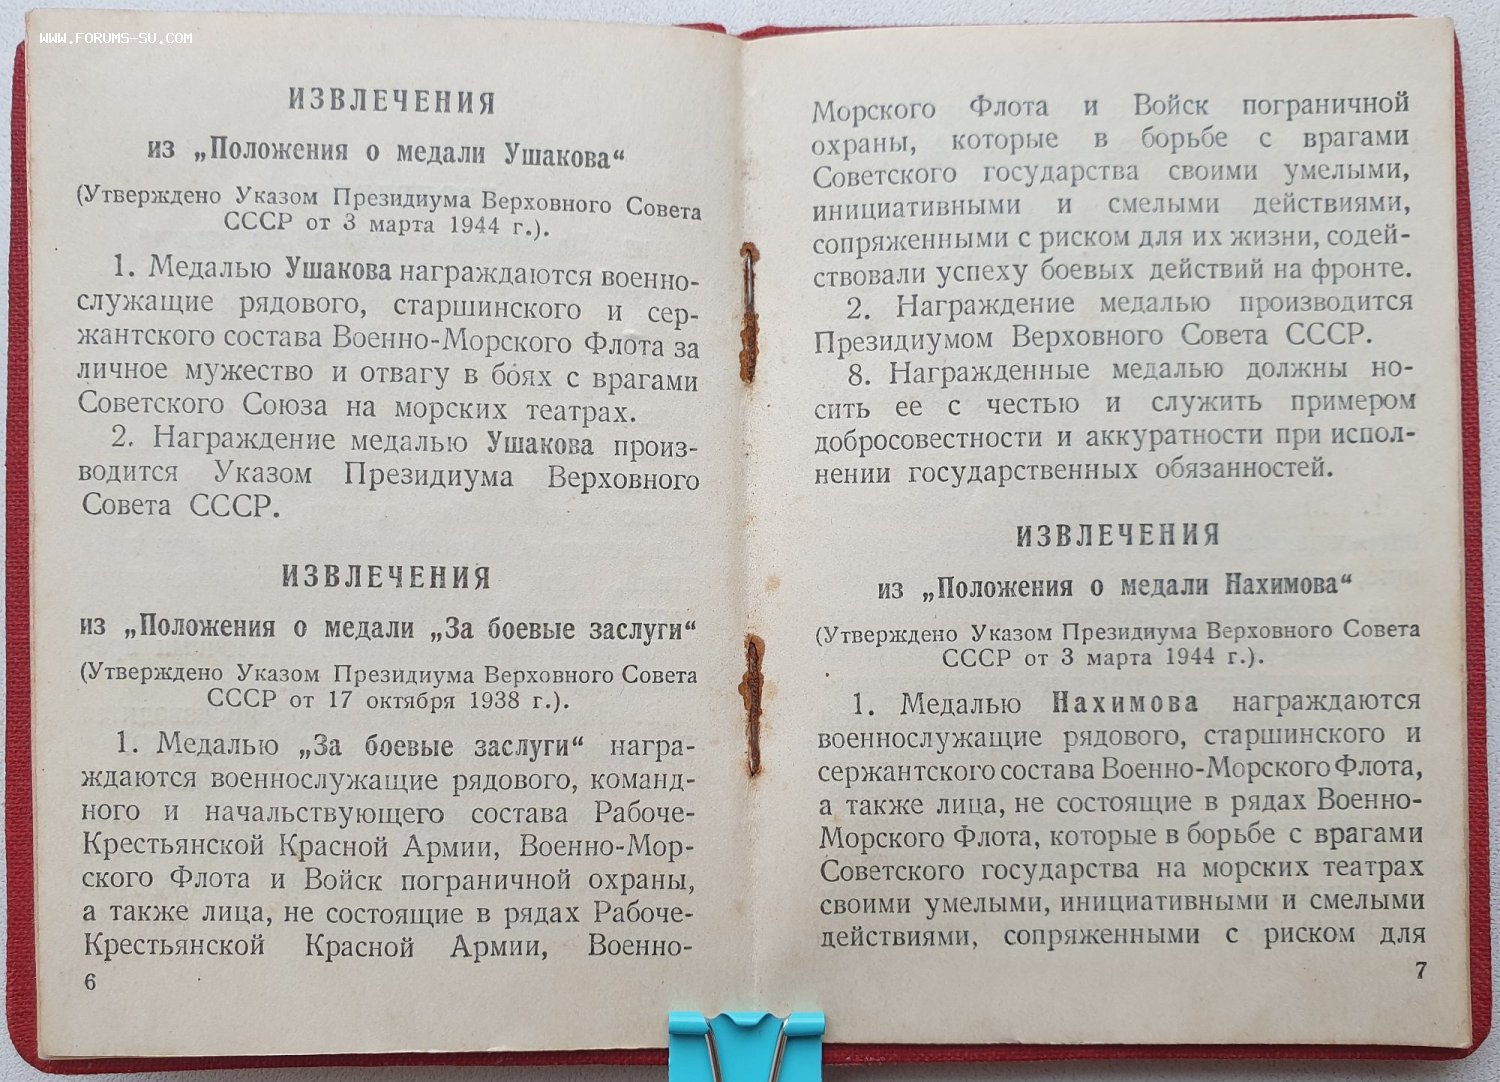 WWW.FORUMS-SU.COM
ИЗВЛЕЧЕНИЯ
из „Положения о медали Ушакова“
(Утверждено Указом Президиума Верховного Совета
СССР от 3 марта 1944 г.).
1. Медалью Ушакова награждаются военно-
служащие рядового, старшинского и сер-
жантского состава Военно-Морского Флота за
личное мужество и отвагу в боях с врагами
Советского Союза на морских театрах.
2. Награждение медалью Ушакова произ-
водится Указом Президиума Верховного
Совета СССР.
ИЗВЛЕЧЕНИЯ
из „Положения о медали „За боевые заслуги“
(Утверждено Указом Президиума Верховного Совета
СССР от 17 октября 1938 г.).
1. Медалью „За боевые заслуги“ награ-
ждаются военнослужащие рядового, команд-
ного и начальствующего состава Рабоче-
Крестьянской Красной Армии, Военно-Мор-
ского Флота и Войск пограничной охраны,
а также лица, не состоящие в рядах Рабоче-
Крестьянской Красной Армии, Военно-
6
Морского Флота и Войск пограничной
охраны, которые в борьбе с врагами
Советского государства своими умелыми,
инициативными и смелыми действиями,
сопряженными с риском для их жизни, содей-
ствовали успеху боевых действий на фронте.
2. Награждение медалью производится
Президиумом Верховного Совета СССР.
8. Награжденные медалью должны но-
сить ее с честью и служить примером
добросовестности и аккуратности при испол-
нении государственных обязанностей.
ИЗВЛЕЧЕНИЯ
из „Положения о медали Нахимова“
(Утверждено Указом Президиума Верховного Совета
СССР от 3 марта 1944 г.).
1. Медалью Нахимова награждаются
военнослужащие рядового, старшинского и
сержантского состава Военно-Морского Флота,
а также лица, не состоящие в рядах Военно-
Морского Флота, которые в борьбе с врагами
Советского государства на морских театрах
своими умелыми, инициативными и смелыми
действиями, сопряженными с риском для
7